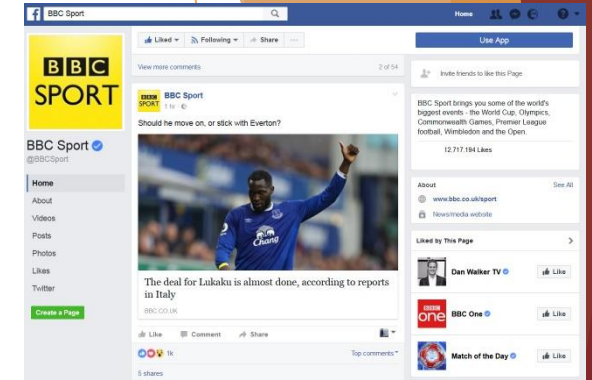 BBC Sport
Home
Liked
Following
Share
Use App
BBC
SPORT
BBC Sport
@BBCSport
Home
About
Videos
Posts
Photos
Likes
Twitter
Create a Page
View more comments
2 of 54
BBC
SPORT
BBC Sport
1 hr
Should he move on, or stick with Everton?
Chang
The deal for Lukaku is almost done, according to reports
in Italy
BBC.CO.UK
Like
Comment
Share
1k
Top comments
5 shares
Invite friends to like this Page
BBC Sport brings you some of the world's
biggest events - the World Cup, Olympics,
Commonwealth Games, Premier League
football, Wimbledon and the Open.
12,717,194 Likes
About
See All
www.bbc.co.uk/sport
News/media website
Liked by This Page
Dan Walker TV
Like
BBC
one
BBC One
Like
Match of the Day
Like